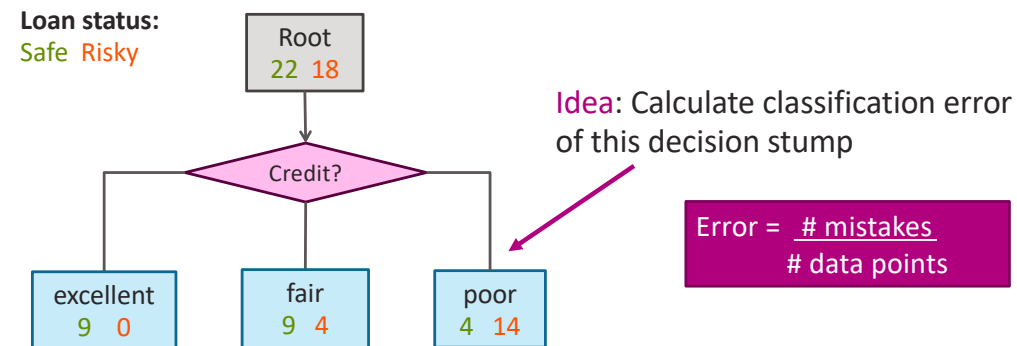 Loan status:
Safe Risky
Root
22 18
Idea: Calculate classification error
of this decision stump
Credit?
Error = # mistakes
# data points
excellent
9 0
fair
9 4
poor
4 14